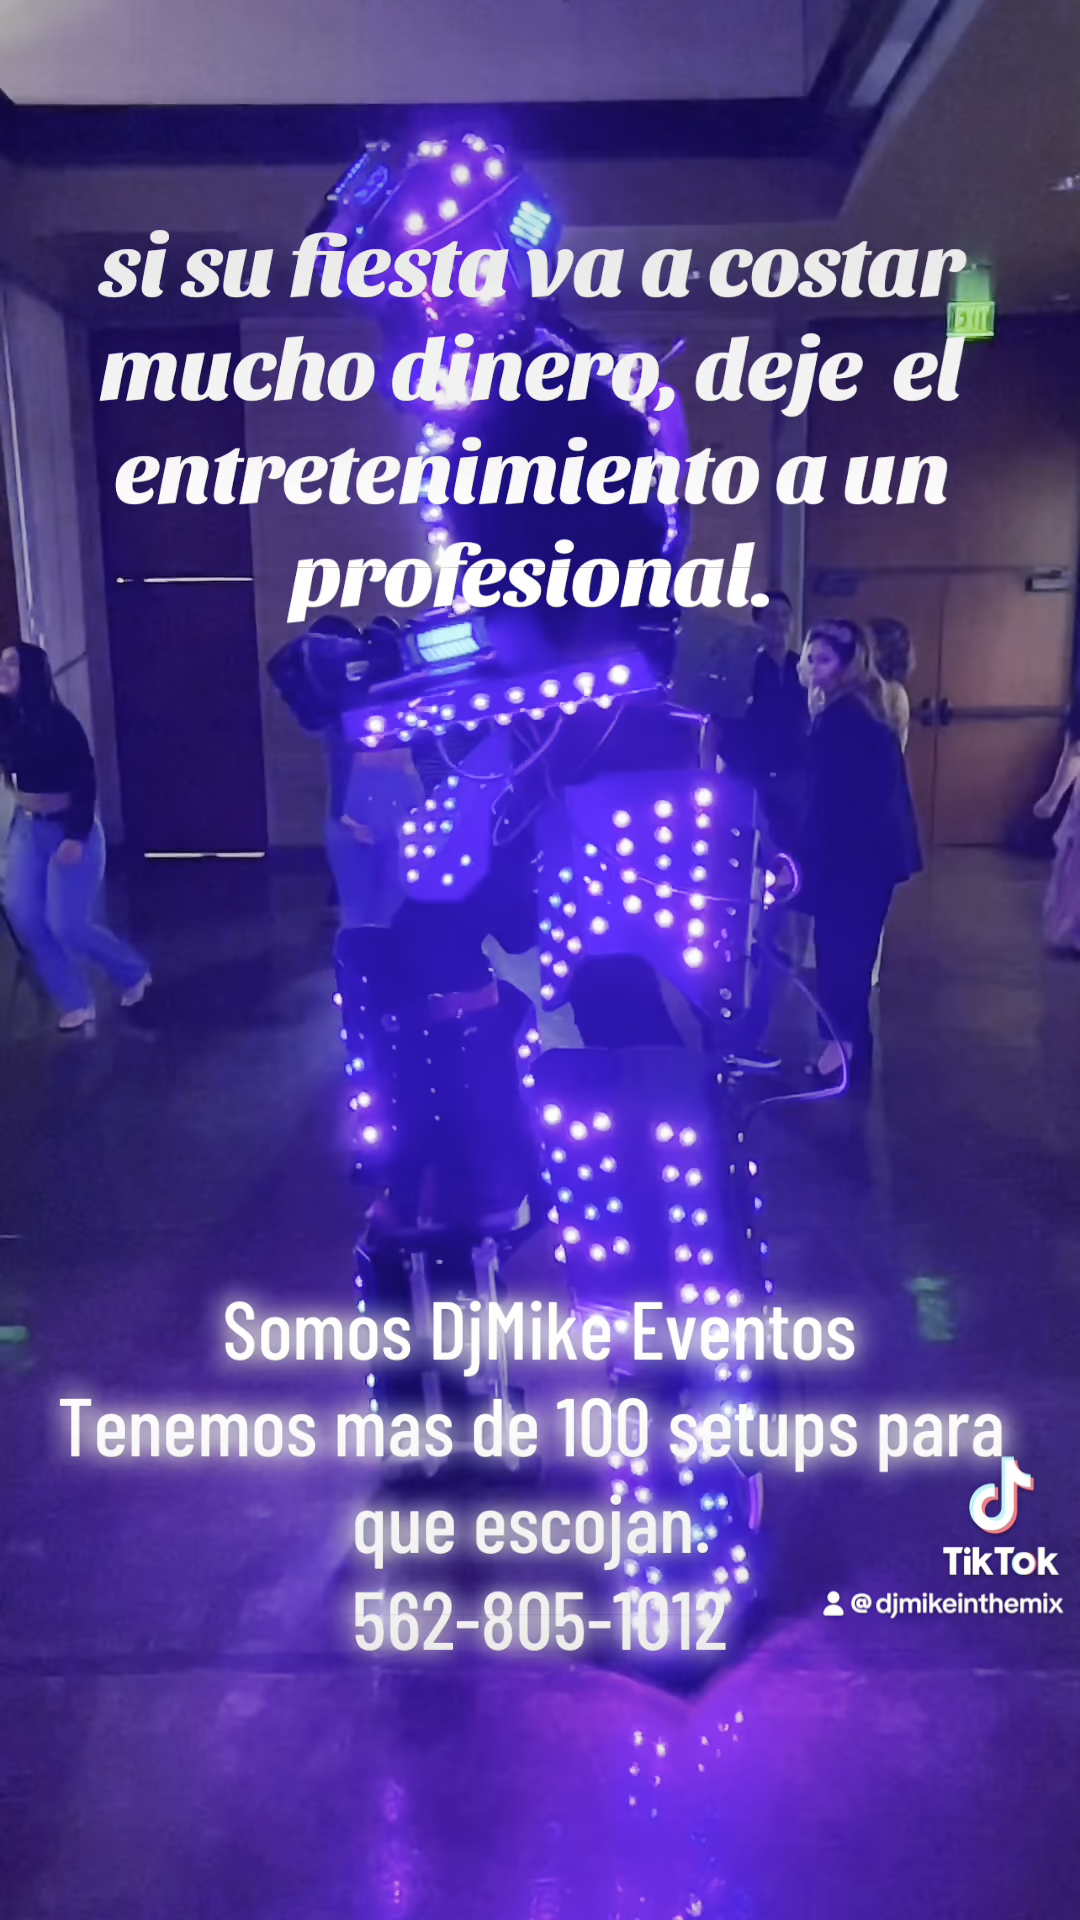 si su fiesta va a costar
mucho dinero, deje el
entretenimiento a un
profesional.
EXIT
Somos DjMike Eventos
Tenemos mas de 100 setups para
que escojan.
562-805-1012
TikTok
@djmikeinthemix